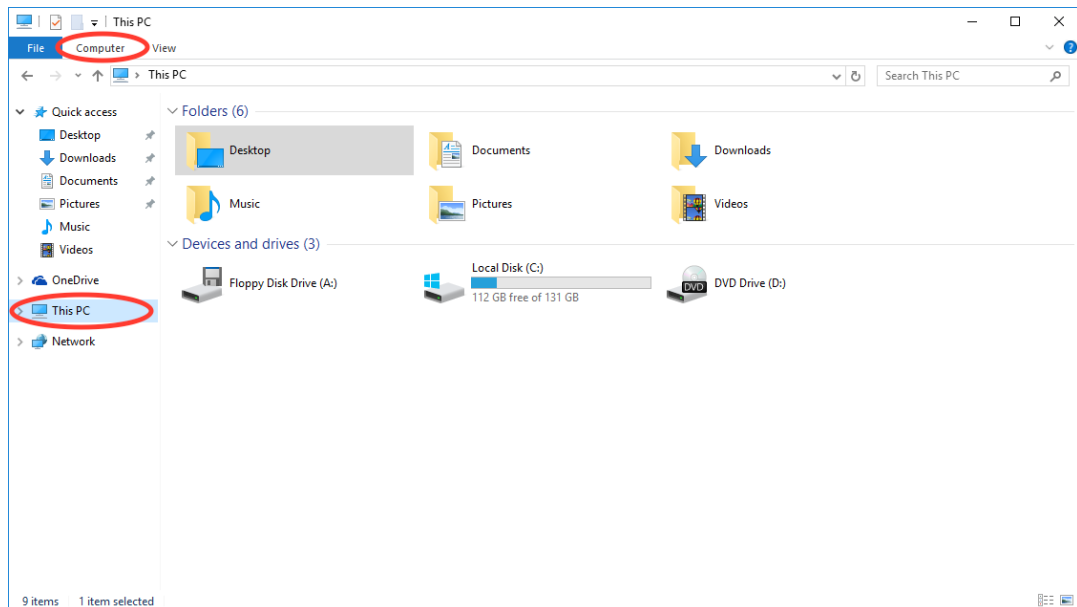 This PC
File Computer View
This PC Search This PC
Quick access
Desktop
Downloads
Documents
Pictures
Music
Videos
OneDrive
This PC
Network
Folders (6)
Desktop Documents Downloads
Music Pictures Videos
Devices and drives (3)
Floppy Disk Drive (A:)
Local Disk (C:)
112 GB free of 131 GB
DVD
DVD Drive (D:)
9 items 1 item selected